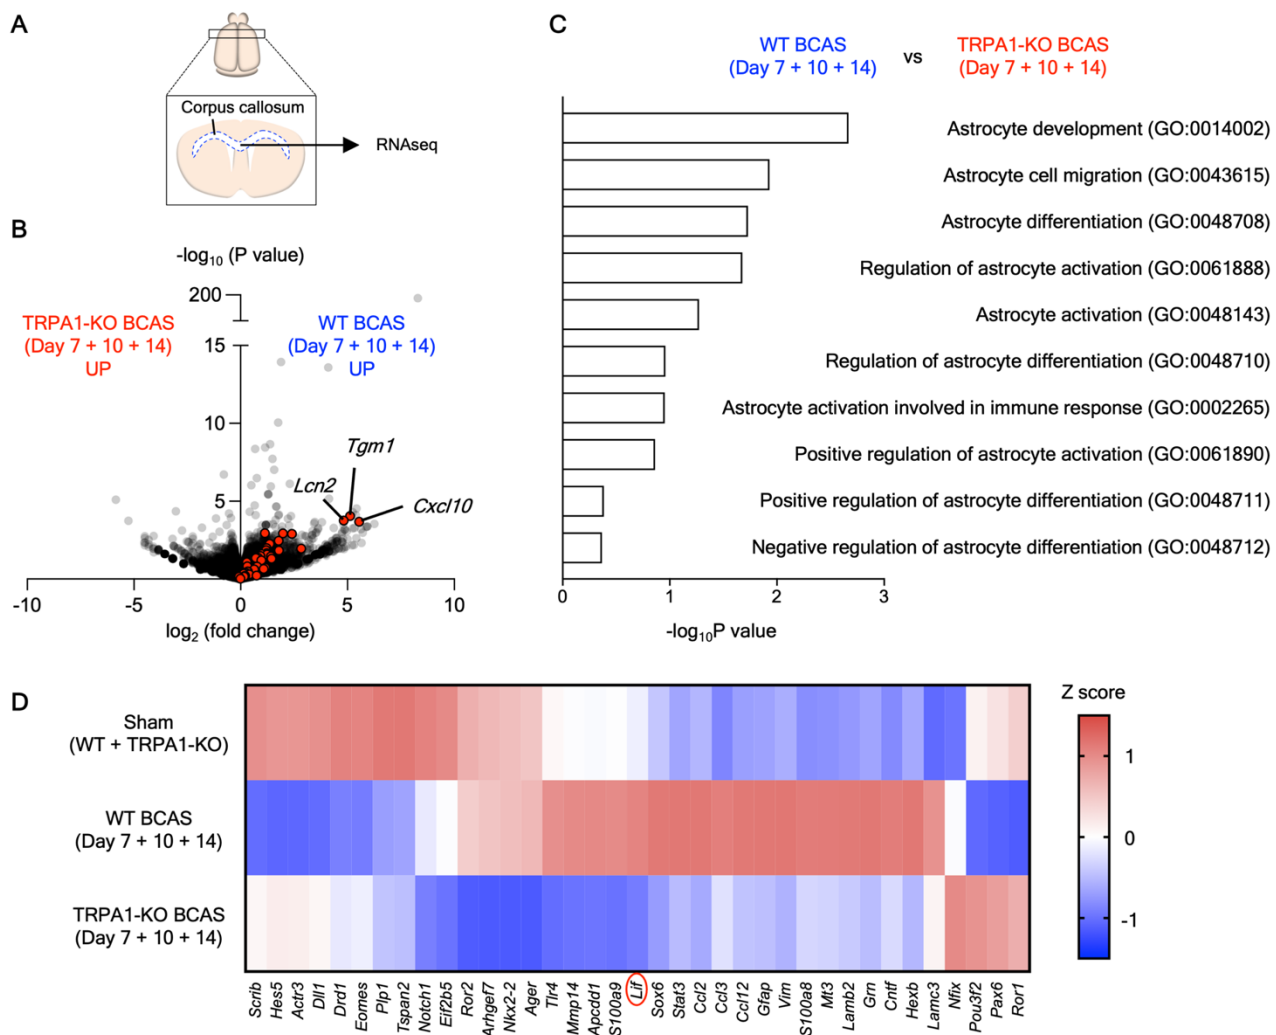 A
Corpus callosum
RNAseq
B
-log10 (P value)
200
15
10
5
TRPA1-KO BCAS
(Day 7 + 10 + 14)
UP
WT BCAS
(Day 7 + 10 + 14)
UP
Tgm1
Lcn2
Cxcl10
-10
-5
0
5
10
log2 (fold change)
C
WT BCAS
(Day 7 + 10 + 14)
vs
TRPA1-KO BCAS
(Day 7 + 10 + 14)
Astrocyte development (GO:0014002)
Astrocyte cell migration (GO:0043615)
Astrocyte differentiation (GO:0048708)
Regulation of astrocyte activation (GO:0061888)
Astrocyte activation (GO:0048143)
Regulation of astrocyte differentiation (GO:0048710)
Astrocyte activation involved in immune response (GO:0002265)
Positive regulation of astrocyte activation (GO:0061890)
Positive regulation of astrocyte differentiation (GO:0048711)
Negative regulation of astrocyte differentiation (GO:0048712)
0
1
2
3
-log10P value
D
Sham
(WT + TRPA1-KO)
WT BCAS
(Day 7 + 10 + 14)
TRPA1-KO BCAS
(Day 7 + 10 + 14)
Scrib
Hes5
Actr3
Dll1
Drd1
Eomes
Plp1
Tspan2
Notch1
Eif2b5
Ror2
Arhgef7
Nkx2-2
Ager
Tlr4
Mmp14
Apcdd1
S100a9
Lif
Sox6
Stat3
Ccl2
Ccl3
Ccl12
Gfap
Vim
S100a8
Mt3
Lamb2
Grn
Cntf
Hexb
Lamc3
Nfix
Pou3f2
Pax6
Ror1
Z score
1
0
-1